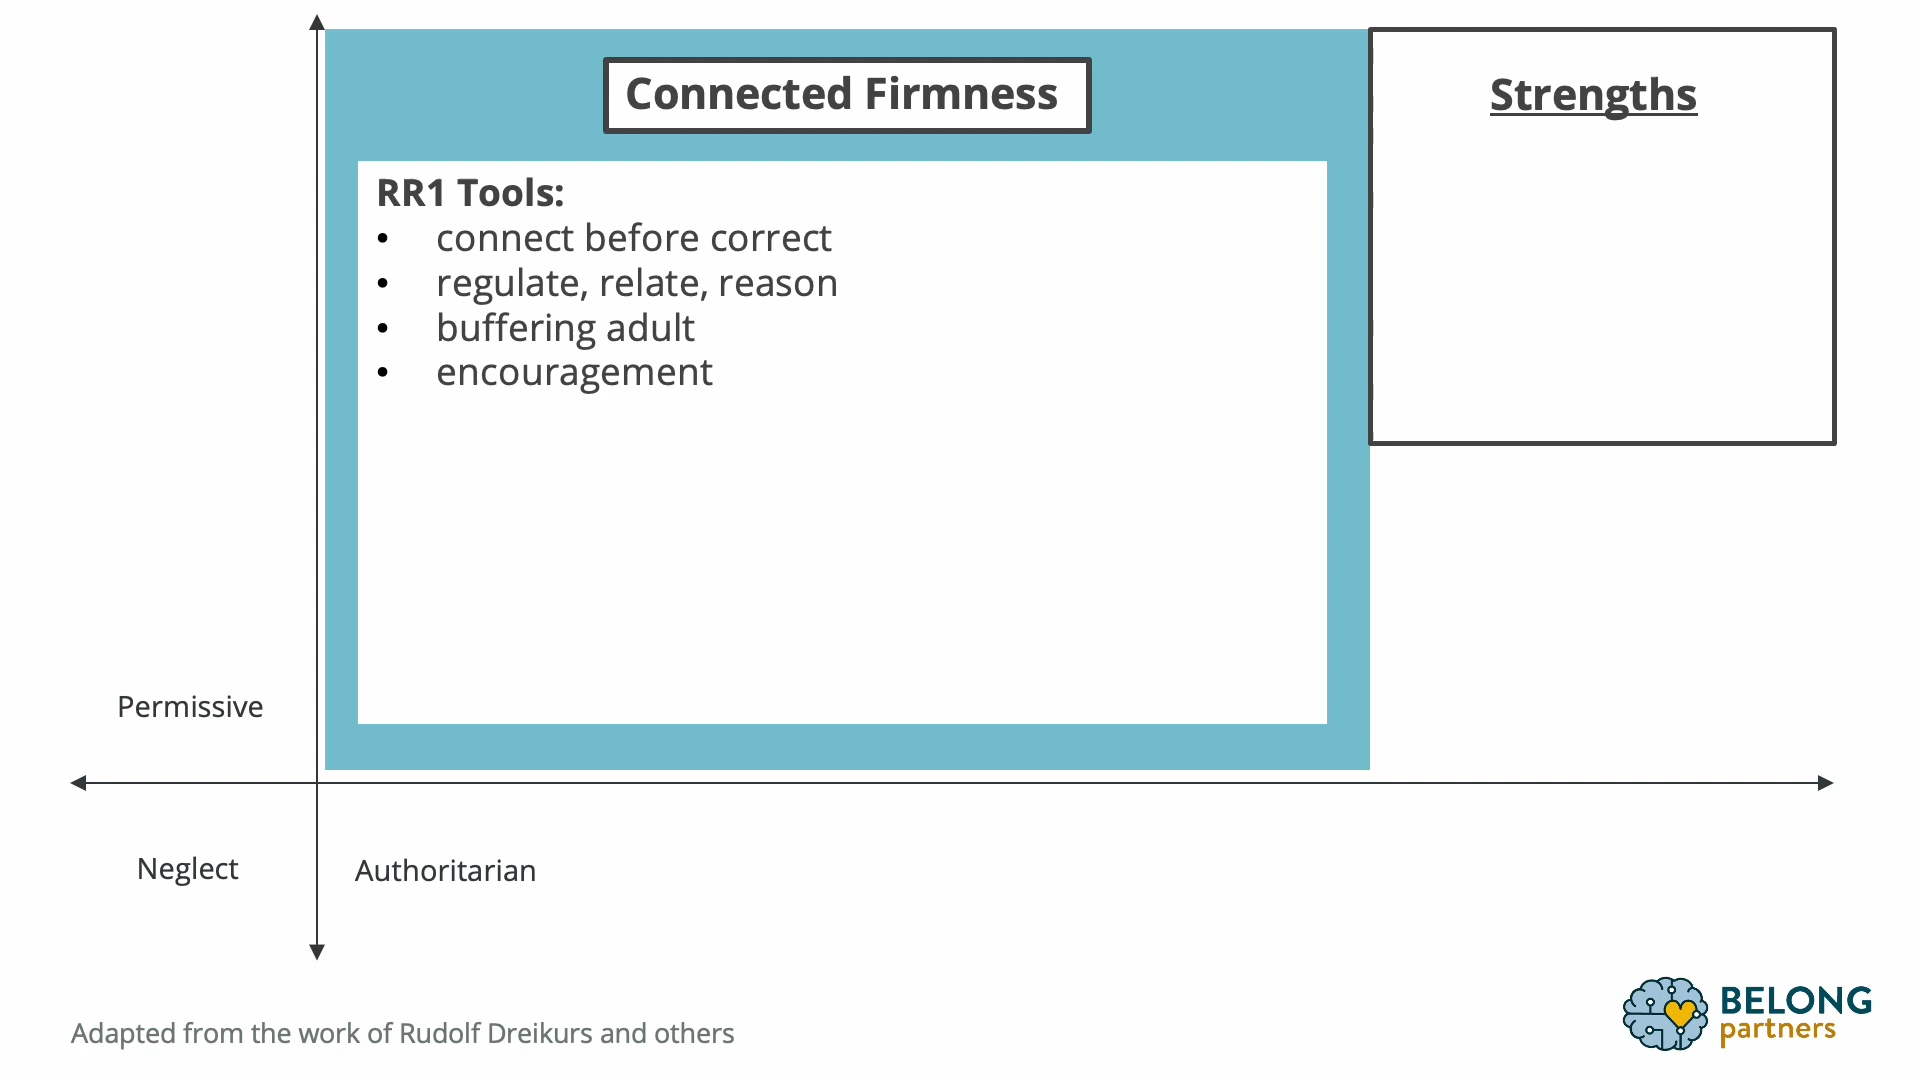 Connected Firmness
Strengths
RR1 Tools:
• connect before correct
• regulate, relate, reason
• buffering adult
• encouragement
Permissive
Neglect
Authoritarian
Adapted from the work of Rudolf Dreikurs and others
BELONG
partners